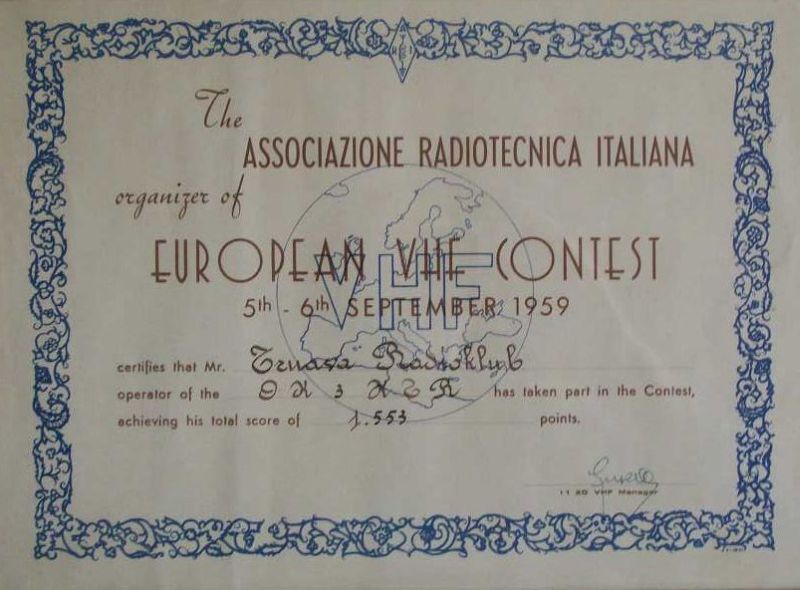 The
ASSOCIAZIONE RADIOTECNICA ITALIANA
organizer of
EUROPEAN VHF CONTEST
VHF
5th - 6th SEPTEMBER 1959
certifies that Mr. Trnava Radioklub
operator of the OK3KTR has taken part in the Contest,
achieving his total score of 1.553 points.
VHF Manager